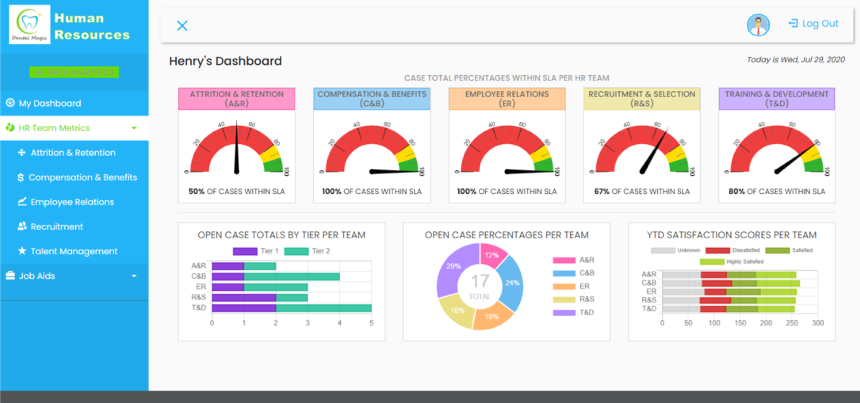 Human
Resources
Dental Magic
Log Out
Henry's Dashboard
Today is Wed, Jul 29, 2020
My Dashboard
HR Team Metrics
Attrition & Retention
Compensation & Benefits
Employee Relations
Recruitment
Talent Management
Job Aids
CASE TOTAL PERCENTAGES WITHIN SLA PER HR TEAM
ATTRITION & RETENTION
(A&R)
0 20 40 60 80 100
50% OF CASES WITHIN SLA
COMPENSATION & BENEFITS
(C&B)
0 20 40 60 80 100
100% OF CASES WITHIN SLA
EMPLOYEE RELATIONS
(ER)
0 20 40 60 80 100
100% OF CASES WITHIN SLA
RECRUITMENT & SELECTION
(R&S)
0 20 40 60 80 100
67% OF CASES WITHIN SLA
TRAINING & DEVELOPMENT
(T&D)
0 20 40 60 80 100
80% OF CASES WITHIN SLA
OPEN CASE TOTALS BY TIER PER TEAM
Tier 1 Tier 2
A&R
C&B
ER
R&S
T&D
0 1 2 3 4 5
OPEN CASE PERCENTAGES PER TEAM
12%
24%
18%
18%
29%
17
TOTAL
A&R
C&B
ER
R&S
T&D
YTD SATISFACTION SCORES PER TEAM
Unknown Dissatisfied Satisfied
Highly Satisfied
A&R
C&B
ER
R&S
T&D
0 50 100 150 200 250 300